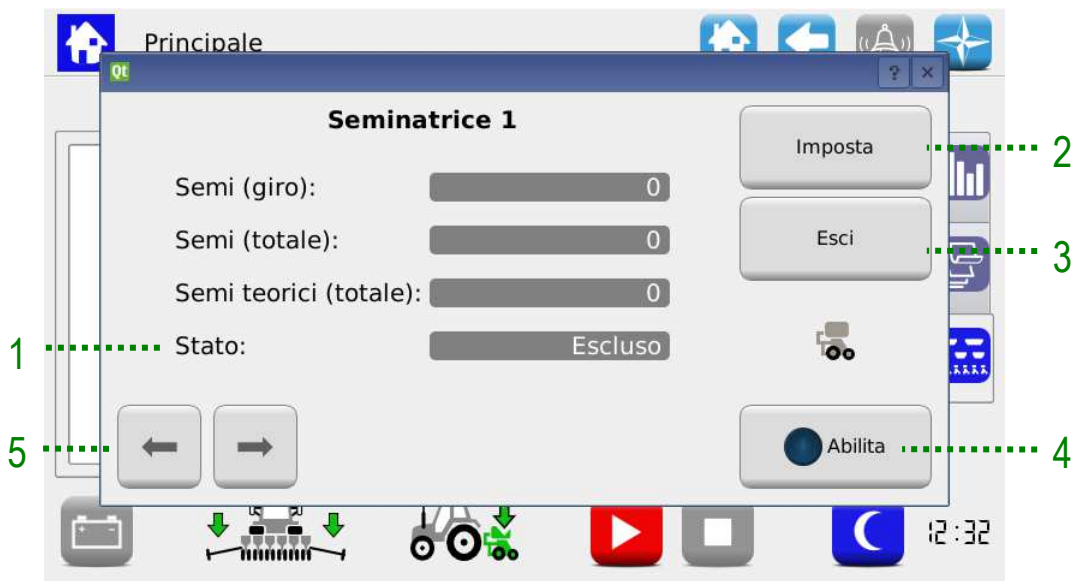 Principale
Qt
? ×
Seminatrice 1
Imposta
2
Semi (giro): 0
Semi (totale): 0
Esci
3
Semi teorici (totale): 0
1
Stato: Escluso
5
Abilita
4
12:32